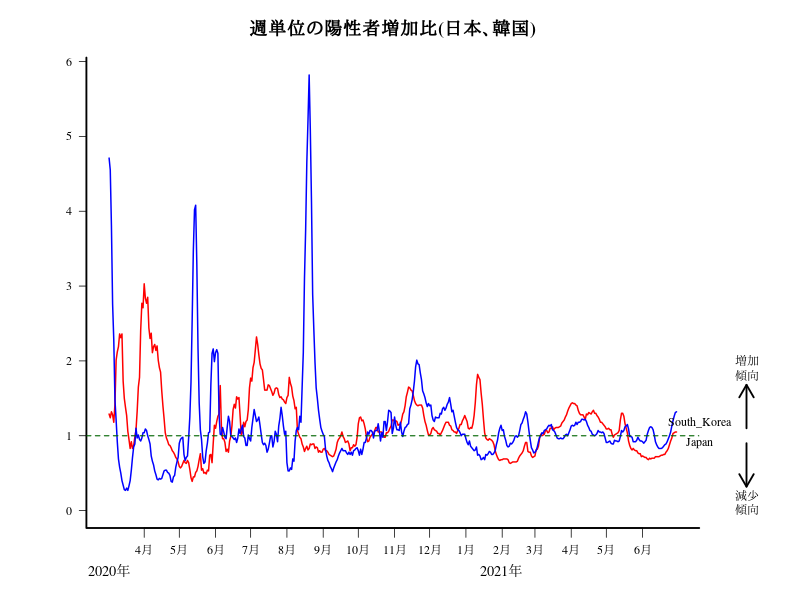 週単位の陽性者増加比(日本、韓国)
6
5
4
3
2
1
0
増加
傾向
South_Korea
Japan
減少
傾向
4月 5月 6月 7月 8月 9月 10月 11月 12月 1月 2月 3月 4月 5月 6月
2020年 2021年